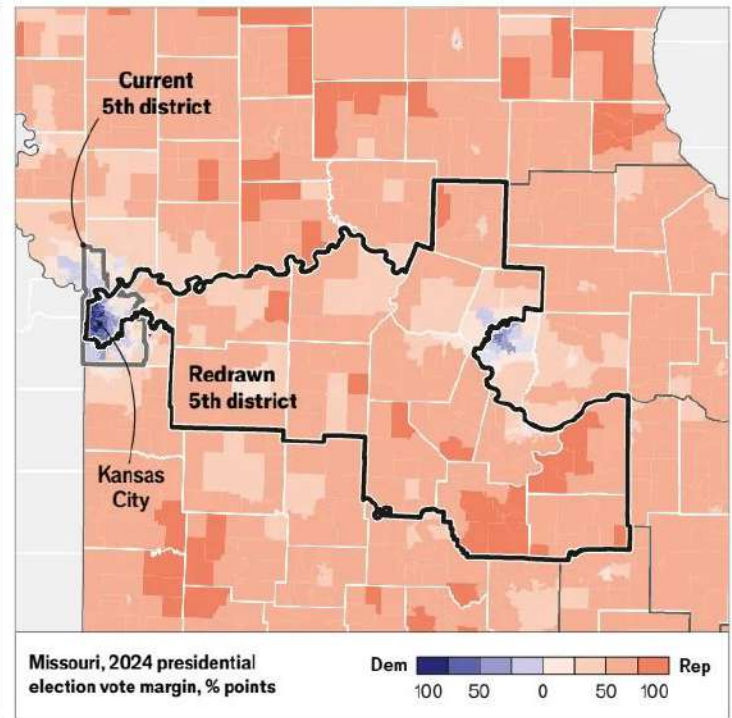 Current
5th district
Redrawn
5th district
Kansas
City
Missouri, 2024 presidential
election vote margin, % points
Dem
Rep
100 50 0 50 100